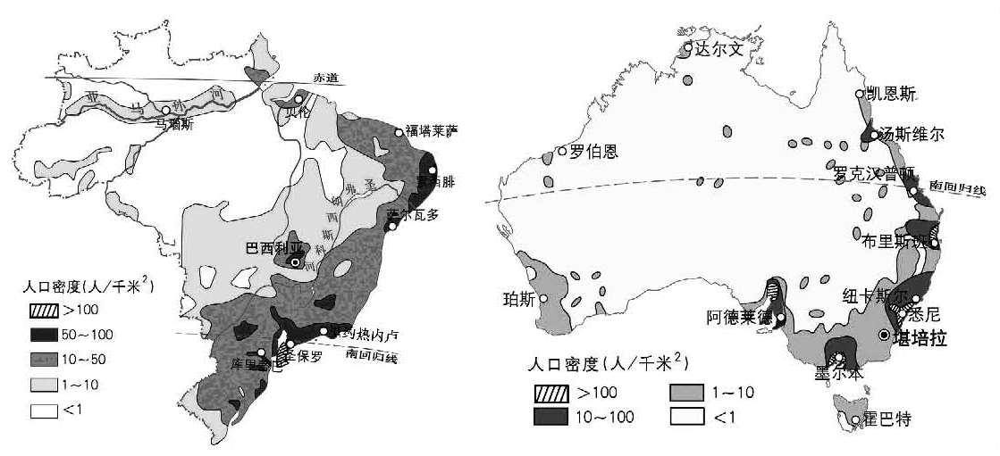 赤道
亚马孙河
马瑙斯
贝伦
福塔莱萨
累西腓
萨尔瓦多
圣弗
纳西斯科河
巴西利亚
人口密度(人/千米²)
>100
50~100
10~50
1~10
<1
里约热内卢
圣保罗
南回归线
库里蒂巴
达尔文
凯恩斯
汤斯维尔
罗伯恩
罗克汉普顿
南回归线
布里斯班
珀斯
纽卡斯尔
阿德莱德
悉尼
堪培拉
墨尔本
霍巴特
人口密度(人/千米²)
>100
10~100
1~10
<1